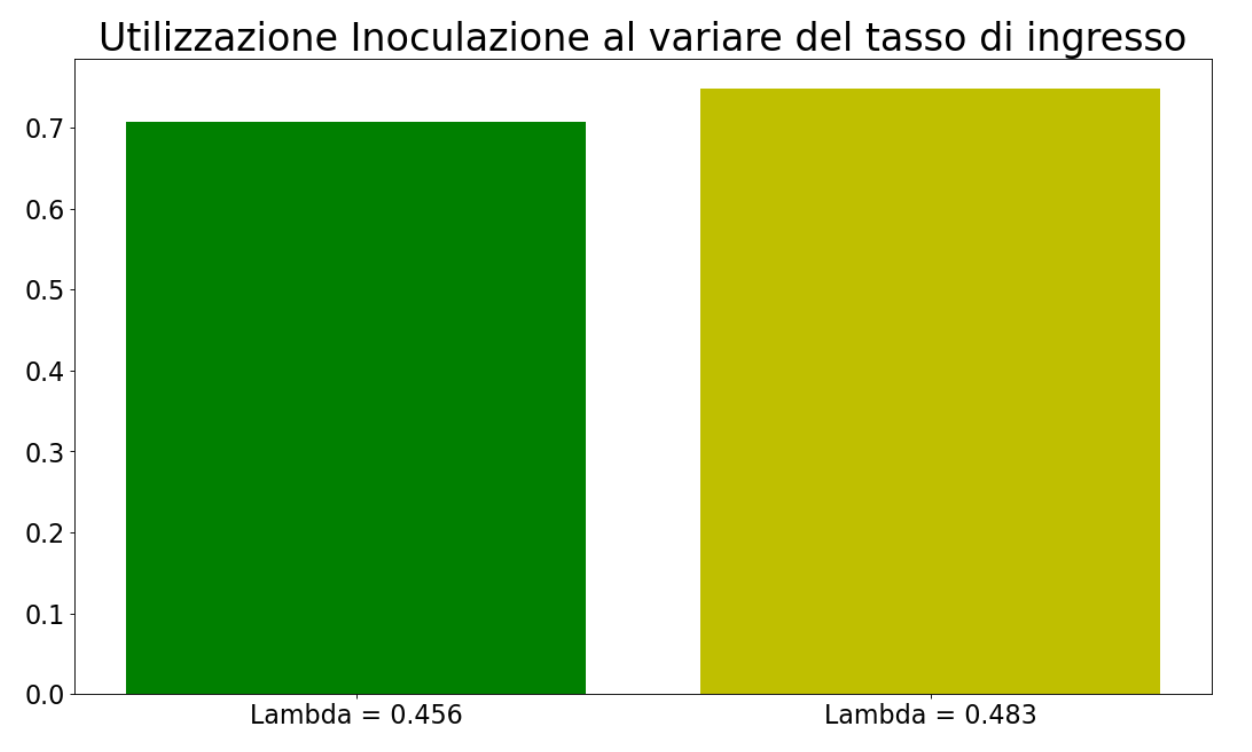 Utilizzazione Inoculazione al variare del tasso di ingresso
0.7
0.6
0.5
0.4
0.3
0.2
0.1
0.0
Lambda = 0.456
Lambda = 0.483